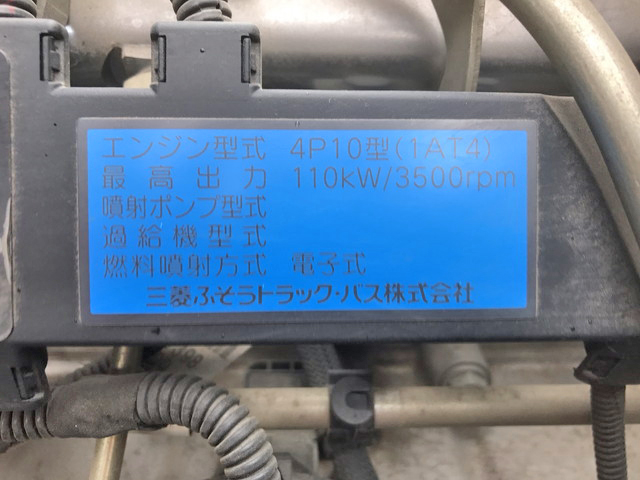 エンジン型式 4P10型(1AT4)
最高出力 110kW/3500rpm
噴射ポンプ型式
過給機型式
燃料噴射方式 電子式
三菱ふそうトラック・バス株式会社